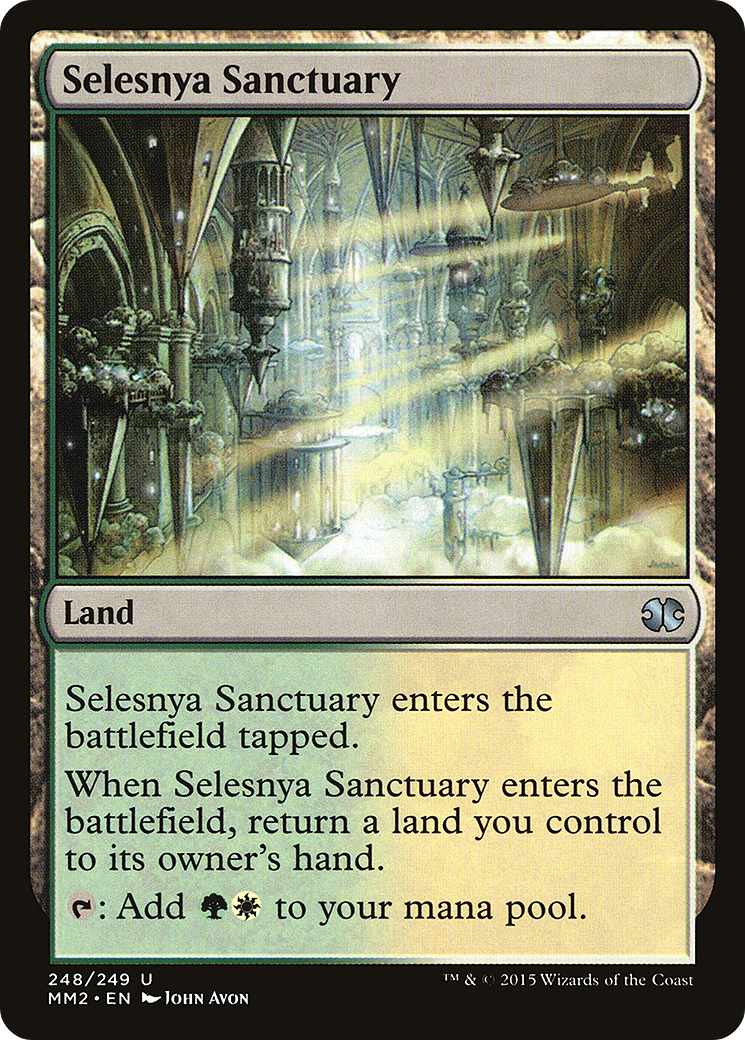 Selesnya Sanctuary
AVON
Land
Selesnya Sanctuary enters the
battlefield tapped.
When Selesnya Sanctuary enters the
battlefield, return a land you control
to its owner's hand.
: Add to your mana pool.
248/249 U
MM2 • EN John Avon
™ & © 2015 Wizards of the Coast